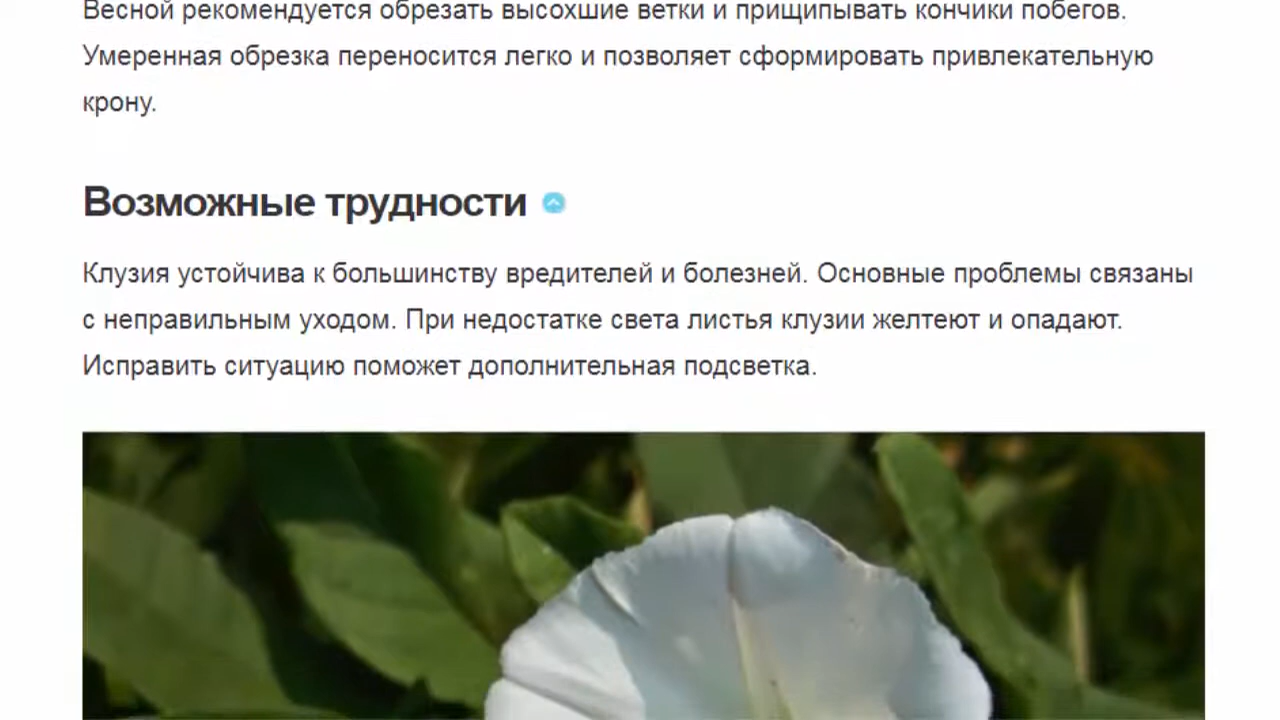 Весной рекомендуется обрезать высохшие ветки и прищипывать кончики побегов.
Умеренная обрезка переносится легко и позволяет сформировать привлекательную
крону.
Возможные трудности
Клузия устойчива к большинству вредителей и болезней. Основные проблемы связаны
с неправильным уходом. При недостатке света листья клузии желтеют и опадают.
Исправить ситуацию поможет дополнительная подсветка.